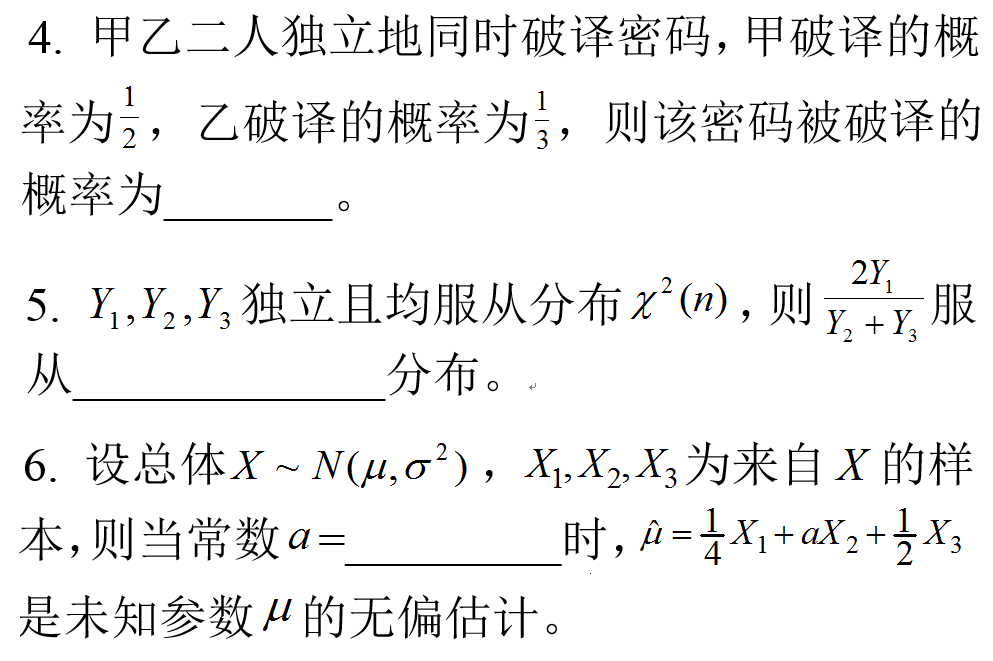 4. 甲乙二人独立地同时破译密码，甲破译的概
率为 1/2，乙破译的概率为 1/3，则该密码被破译的
概率为_______。
5. Y₁,Y₂,Y₃ 独立且均服从分布 χ²(n)，则 2Y₁/(Y₂ + Y₃) 服
从_____________分布。
6. 设总体 X ~ N(μ,σ²)，X₁,X₂,X₃ 为来自 X 的样
本，则当常数 a=_________时，μ̂ = 1/4 X₁ + aX₂ + 1/2 X₃
是未知参数 μ 的无偏估计。